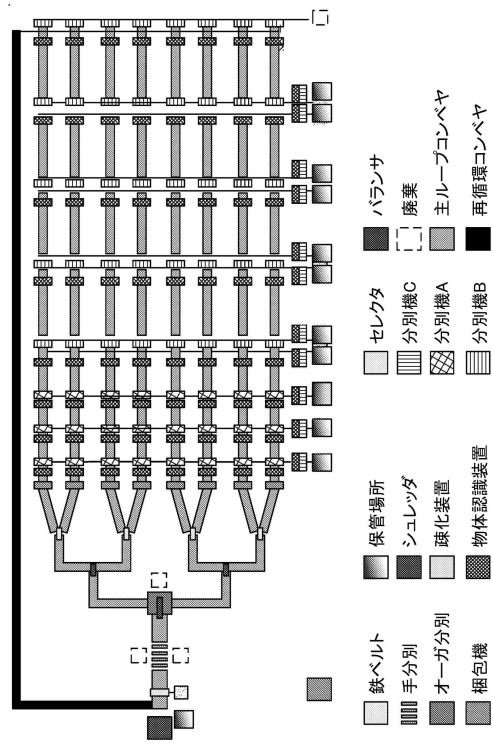 鉄ベルト
手分別
オーガ分別
梱包機
保管場所
シュレッダ
疎化装置
物体認識装置
セレクタ
分別機C
分別機A
分別機B
バランサ
廃棄
主ループコンベヤ
再循環コンベヤ